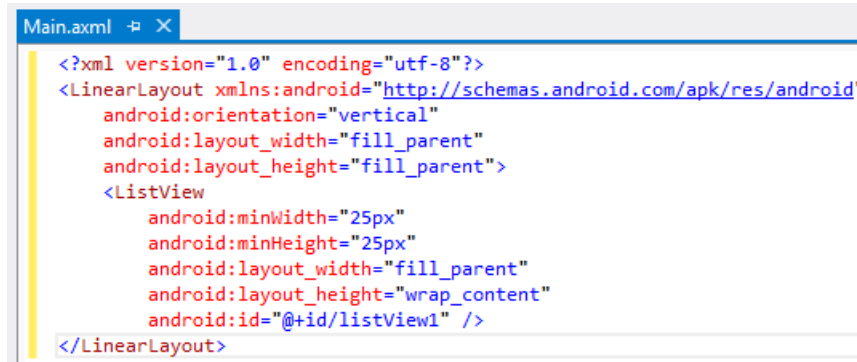 Main.axml
<?xml version="1.0" encoding="utf-8"?>
<LinearLayout xmlns:android="http://schemas.android.com/apk/res/android"
    android:orientation="vertical"
    android:layout_width="fill_parent"
    android:layout_height="fill_parent">
    <ListView
        android:minWidth="25px"
        android:minHeight="25px"
        android:layout_width="fill_parent"
        android:layout_height="wrap_content"
        android:id="@+id/listView1" />
</LinearLayout>